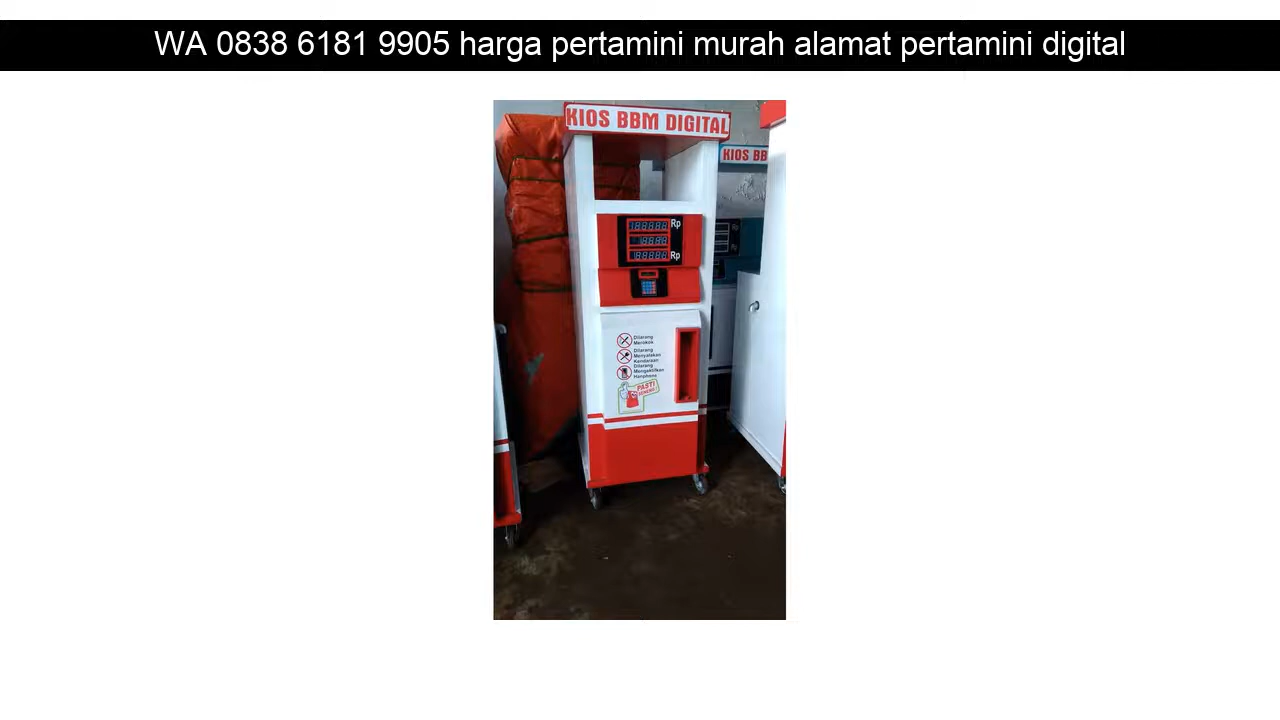 WA 0838 6181 9905 harga pertamini murah alamat pertamini digital
KIOS BBM DIGITAL
KIOS BB
Rp
Rp
Dilarang
Merokok
Dilarang
Menyalakan
Kendaraan
Dilarang
Mengaktifkan
Hanphone
PASTI